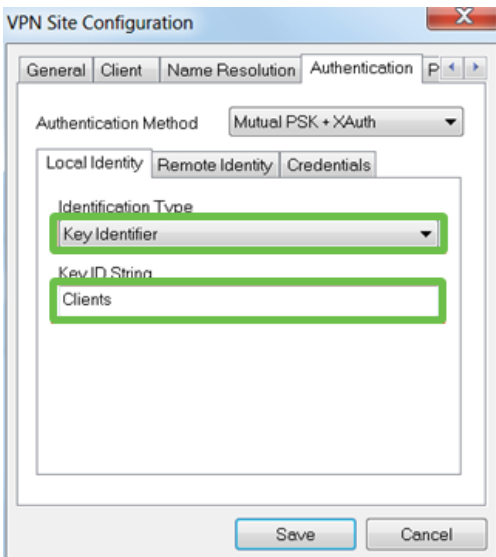 VPN Site Configuration
General Client Name Resolution Authentication P
Authentication Method Mutual PSK + XAuth
Local Identity Remote Identity Credentials
Identification Type
Key Identifier
Key ID String
Clients
Save Cancel